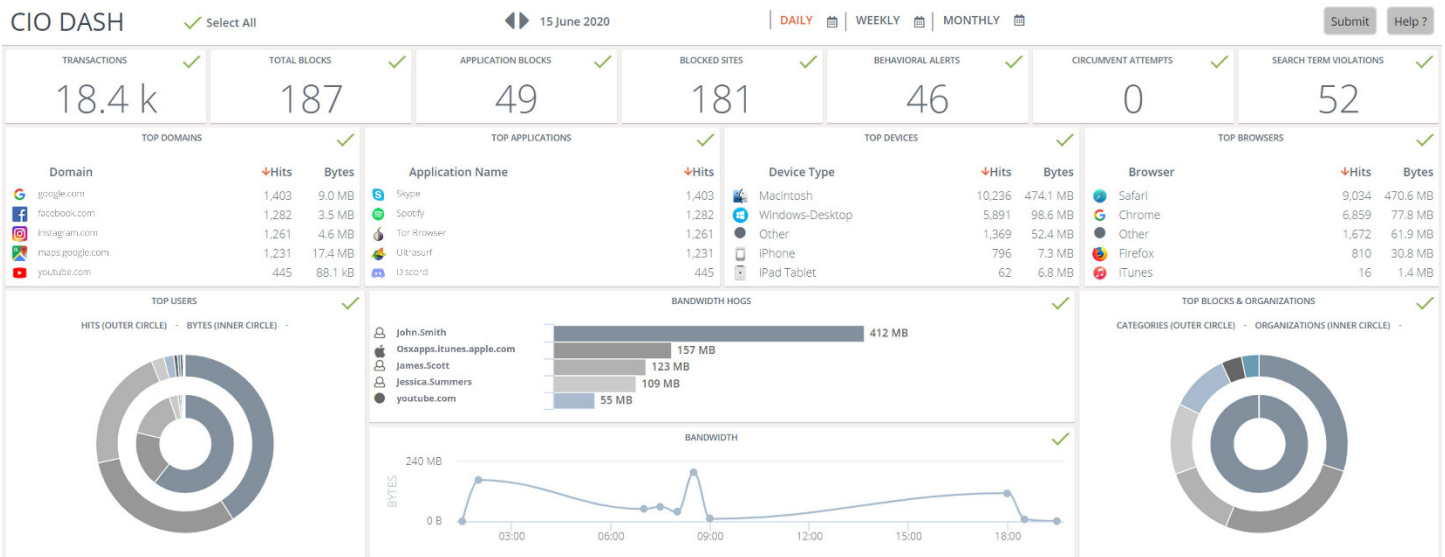 CIO DASH
Select All
15 June 2020
DAILY WEEKLY MONTHLY
Submit Help ?
TRANSACTIONS TOTAL BLOCKS APPLICATION BLOCKS BLOCKED SITES BEHAVIORAL ALERTS CIRCUMVENT ATTEMPTS SEARCH TERM VIOLATIONS
18.4 k 187 49 181 46 0 52
TOP DOMAINS
Domain Hits Bytes
google.com 1,403 9.0 MB
facebook.com 1,282 3.5 MB
instagram.com 1,261 4.6 MB
maps.google.com 1,231 17.4 MB
youtube.com 445 88.1 kB
TOP APPLICATIONS
Application Name Hits
Skype 1,403
Spotify 1,282
Tor Browser 1,261
Ultrasurf 1,231
Discord 445
TOP DEVICES
Device Type Hits Bytes
Macintosh 10,236 474.1 MB
Windows-Desktop 5,891 98.6 MB
Other 1,369 52.4 MB
iPhone 796 7.3 MB
iPad Tablet 62 6.8 MB
TOP BROWSERS
Browser Hits Bytes
Safari 9,034 470.6 MB
Chrome 6,859 77.8 MB
Other 1,672 61.9 MB
Firefox 810 30.8 MB
iTunes 16 1.4 MB
TOP USERS
HITS (OUTER CIRCLE) - BYTES (INNER CIRCLE) -
BANDWIDTH HOGS
John.Smith 412 MB
Osxapps.itunes.apple.com 157 MB
James.Scott 123 MB
Jessica.Summers 109 MB
youtube.com 55 MB
BANDWIDTH
240 MB
BYTES
0 B
03:00 06:00 09:00 12:00 15:00 18:00
TOP BLOCKS & ORGANIZATIONS
CATEGORIES (OUTER CIRCLE) - ORGANIZATIONS (INNER CIRCLE) -